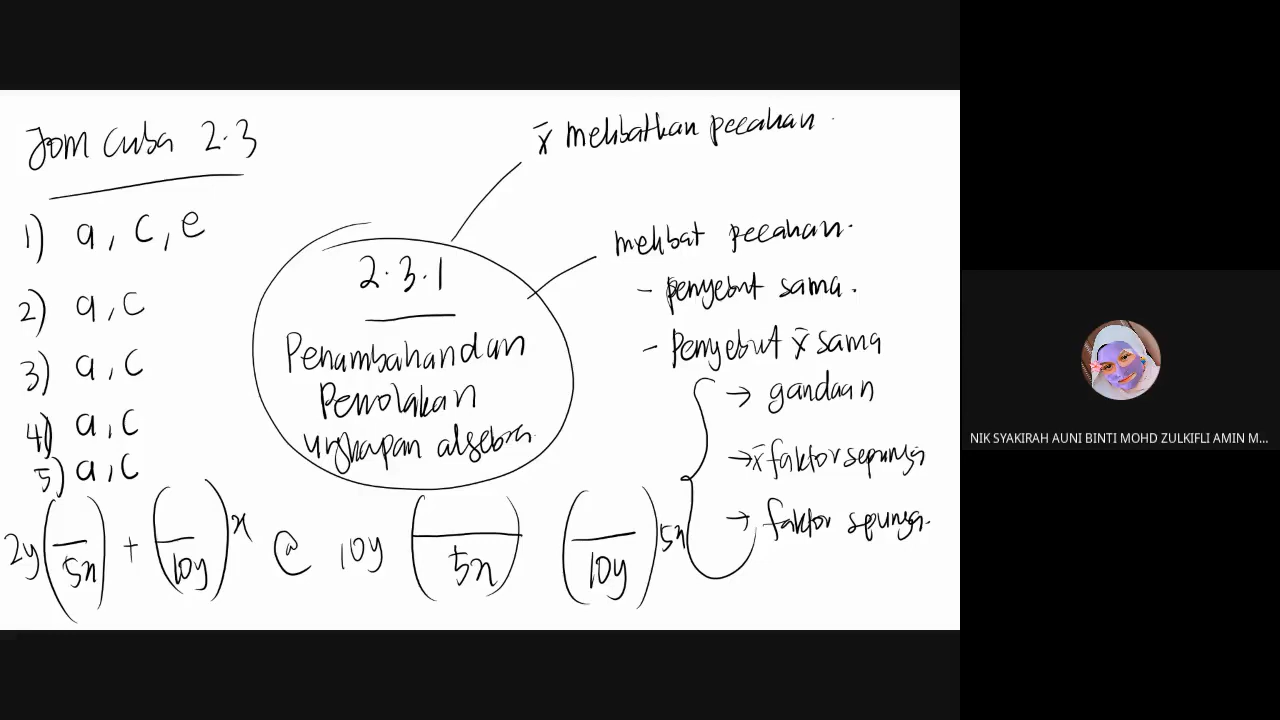 Jom cuba 2.3
1) a, c, e
2) a, c
3) a, c
4) a, c
5) a, c
x̄ melibatkan pecahan.
2.3.1
Penambahan dan
Penolakan
ungkapan algebra.
melibat pecahan.
- penyebut sama.
- Penyebut x̄ sama
→ gandaan
→ x̄ faktor sepunya
→ faktor sepunya.
2y(—/5x) + (—/10y)x @ 10y(—/5x) (—/10y)5x
NIK SYAKIRAH AUNI BINTI MOHD ZULKIFLI AMIN M...